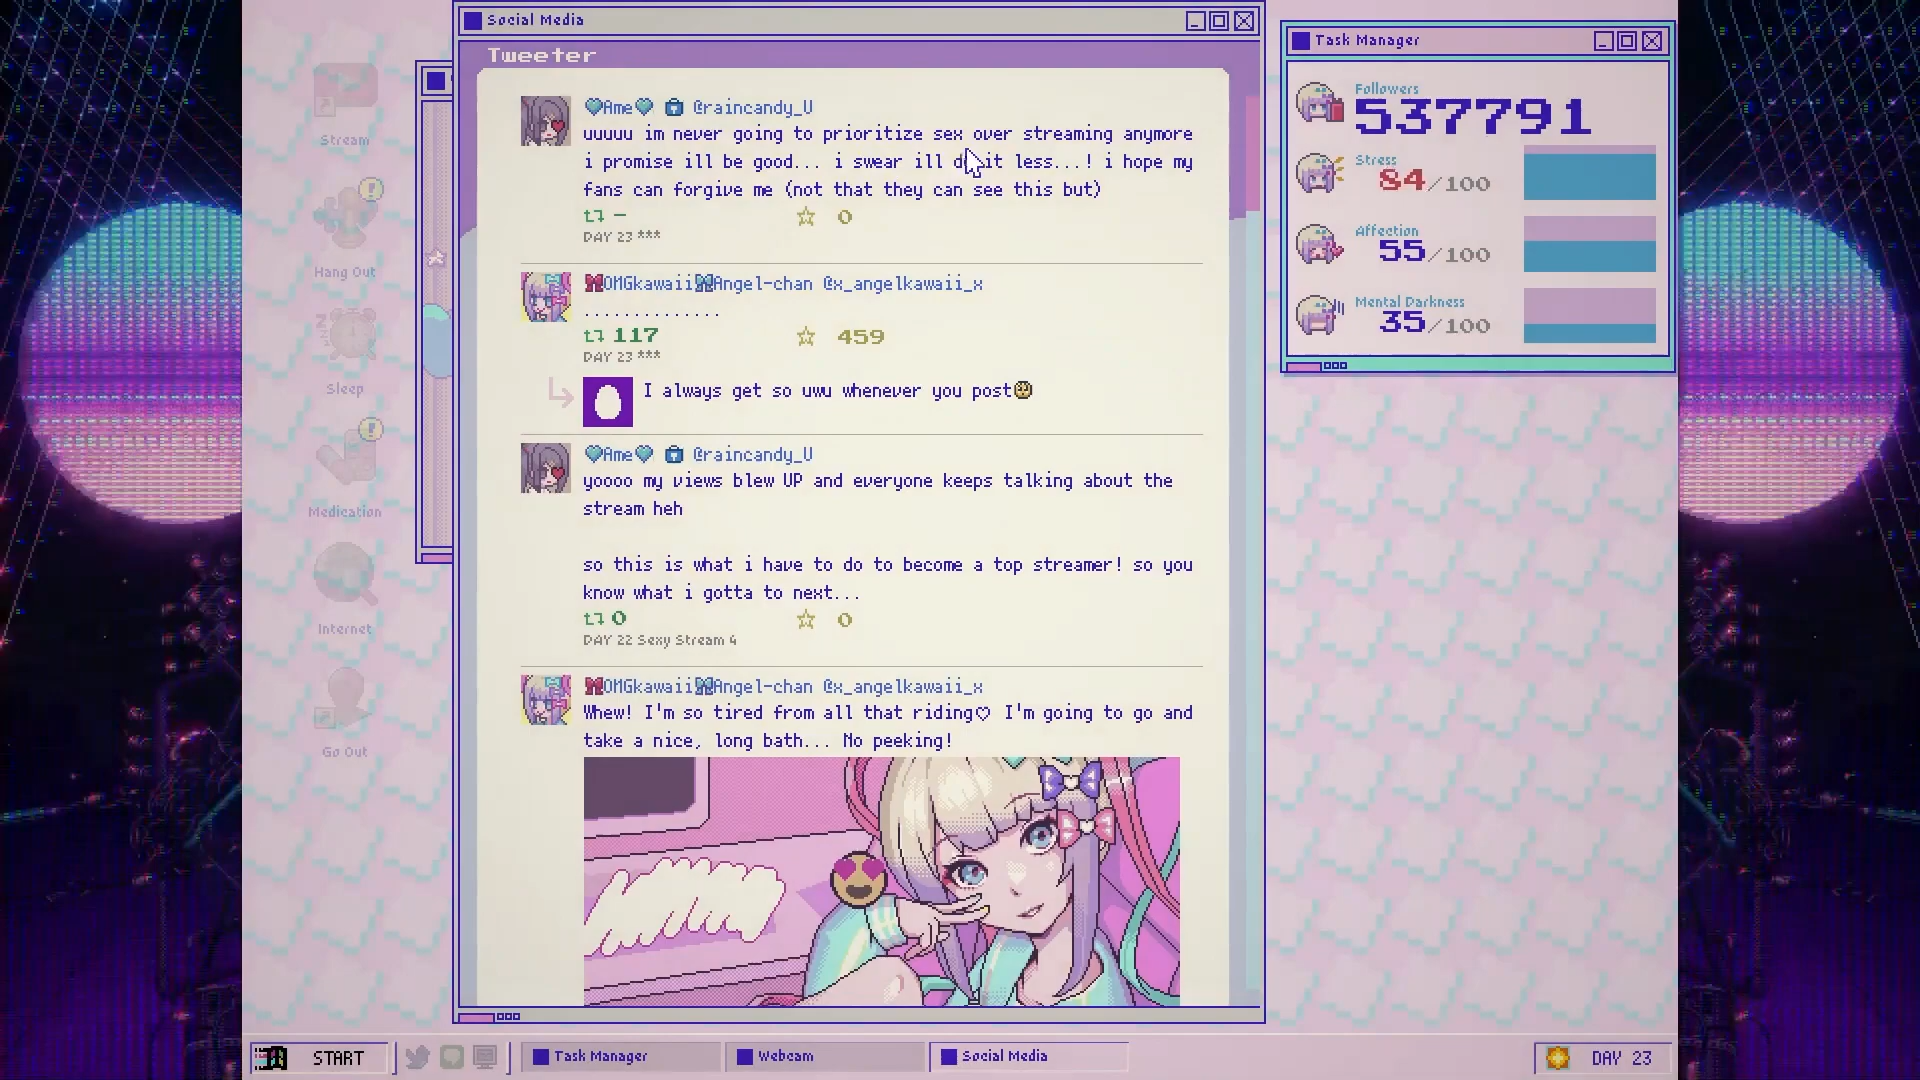 Social Media
Tweeter
Ame @raincandy_U
uuuuu im never going to prioritize sex over streaming anymore
i promise ill be good... i swear ill do it less...! i hope my
fans can forgive me (not that they can see this but)
-
0
DAY 23 ***
OMGkawaii Angel-chan @x_angelkawaii_x
..............
117
459
DAY 23 ***
I always get so uwu whenever you post
Ame @raincandy_U
yoooo my views blew UP and everyone keeps talking about the
stream heh
so this is what i have to do to become a top streamer! so you
know what i gotta to next...
0
0
DAY 22 Sexy Stream 4
OMGkawaii Angel-chan @x_angelkawaii_x
Whew! I'm so tired from all that riding♡ I'm going to go and
take a nice, long bath... No peeking!
Task Manager
Followers
537791
Stress
84/100
Affection
55/100
Mental Darkness
35/100
Stream
Hang Out
Sleep
Medication
Internet
Go Out
START
Task Manager
Webcam
Social Media
DAY 23